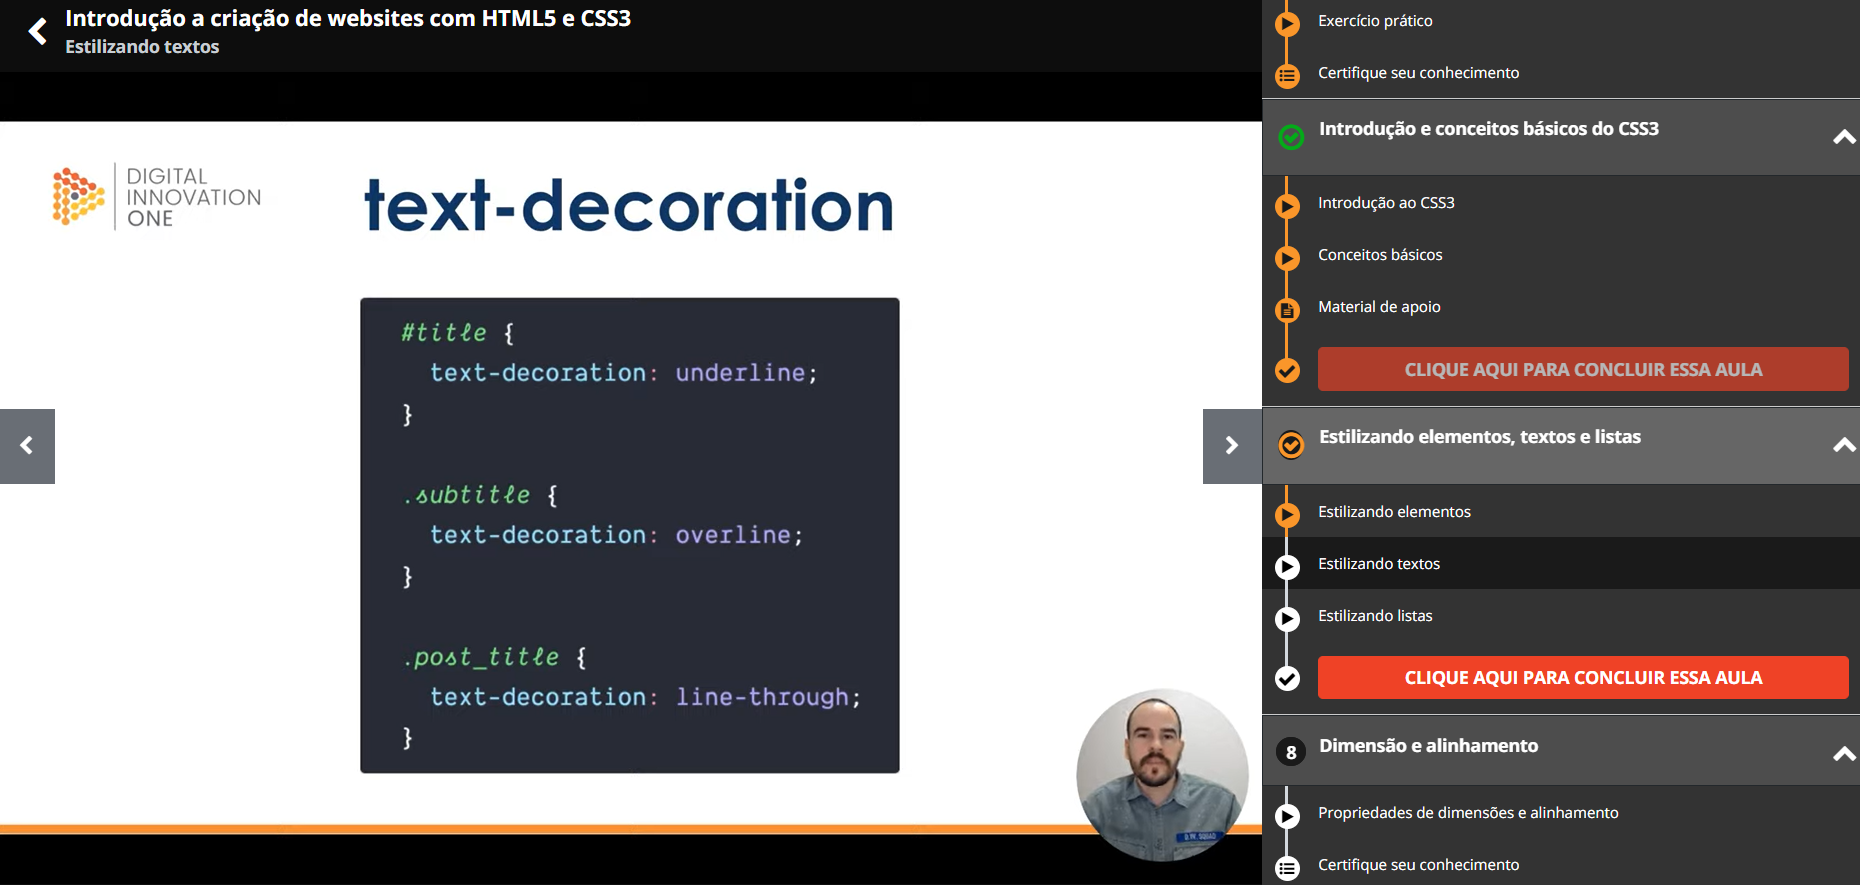 Introdução a criação de websites com HTML5 e CSS3
Estilizando textos
DIGITAL
INNOVATION
ONE
text-decoration
#title {
  text-decoration: underline;
}
.subtitle {
  text-decoration: overline;
}
.post_title {
  text-decoration: line-through;
}
D.W. SQUAD
Exercício prático
Certifique seu conhecimento
Introdução e conceitos básicos do CSS3
Introdução ao CSS3
Conceitos básicos
Material de apoio
CLIQUE AQUI PARA CONCLUIR ESSA AULA
Estilizando elementos, textos e listas
Estilizando elementos
Estilizando textos
Estilizando listas
CLIQUE AQUI PARA CONCLUIR ESSA AULA
8
Dimensão e alinhamento
Propriedades de dimensões e alinhamento
Certifique seu conhecimento